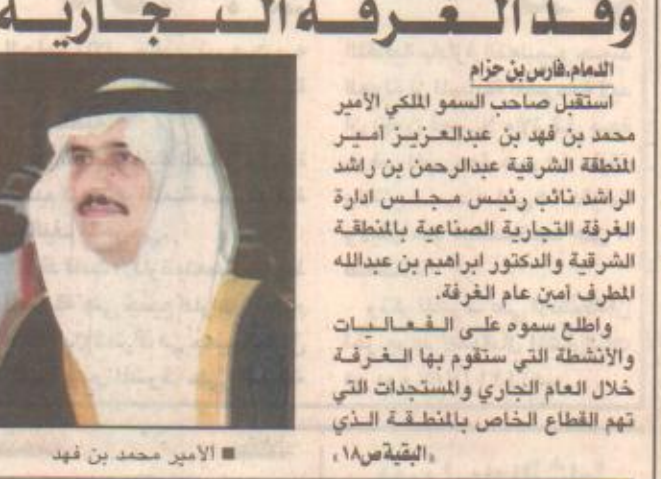 وفد الغرفة التجارية
الدمام،فارس بن حزام
استقبل صاحب السمو الملكي الأمير
محمد بن فهد بن عبدالعزيز أمير
المنطقة الشرقية عبدالرحمن بن راشد
الراشد نائب رئيس مجلس ادارة
الغرفة التجارية الصناعية بالمنطقة
الشرقية والدكتور ابراهيم بن عبدالله
المطرف أمين عام الغرفة.
واطلع سموه على الفعاليات
والأنشطة التي ستقوم بها الغرفة
خلال العام الجاري والمستجدات التي
تهم القطاع الخاص بالمنطقة الذي
«البقية ص١٨»
■ الأمير محمد بن فهد